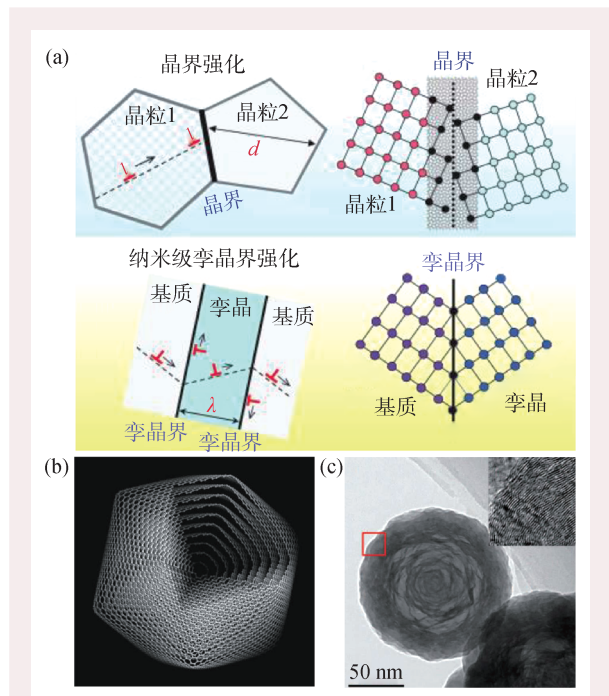 (a)
晶界强化
晶粒1
晶粒2
d
晶界
晶界
晶粒2
晶粒1
纳米级孪晶界强化
基质
孪晶
基质
λ
孪晶界
孪晶界
孪晶界
基质
孪晶
(b)
(c)
50 nm